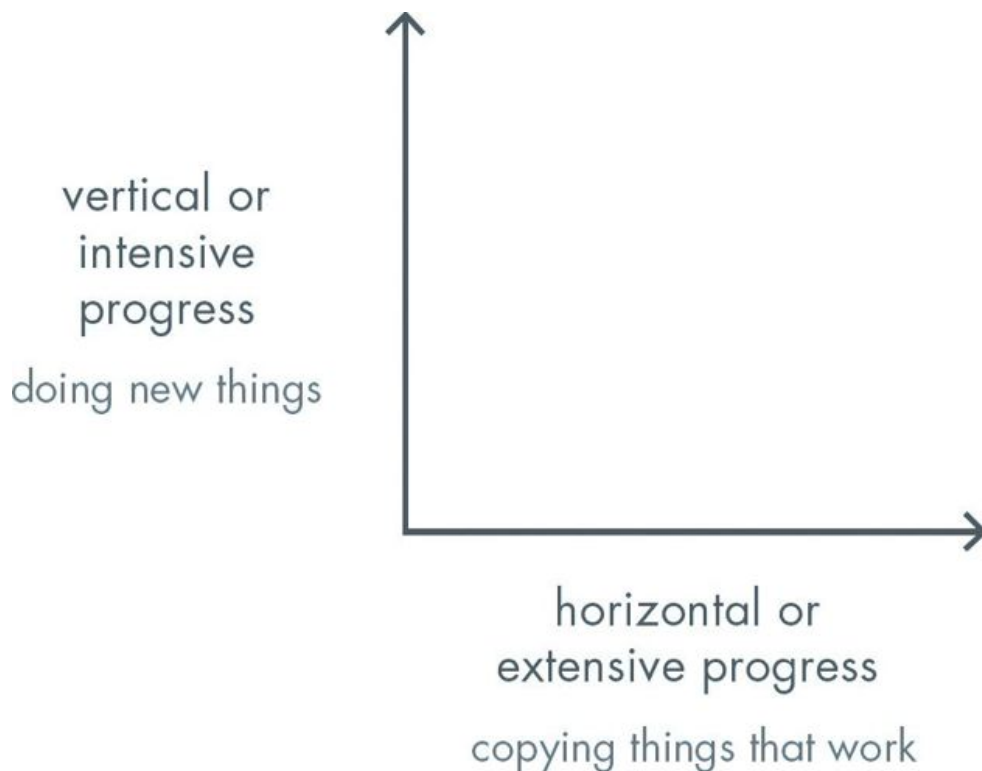 vertical or
intensive
progress
doing new things
horizontal or
extensive progress
copying things that work